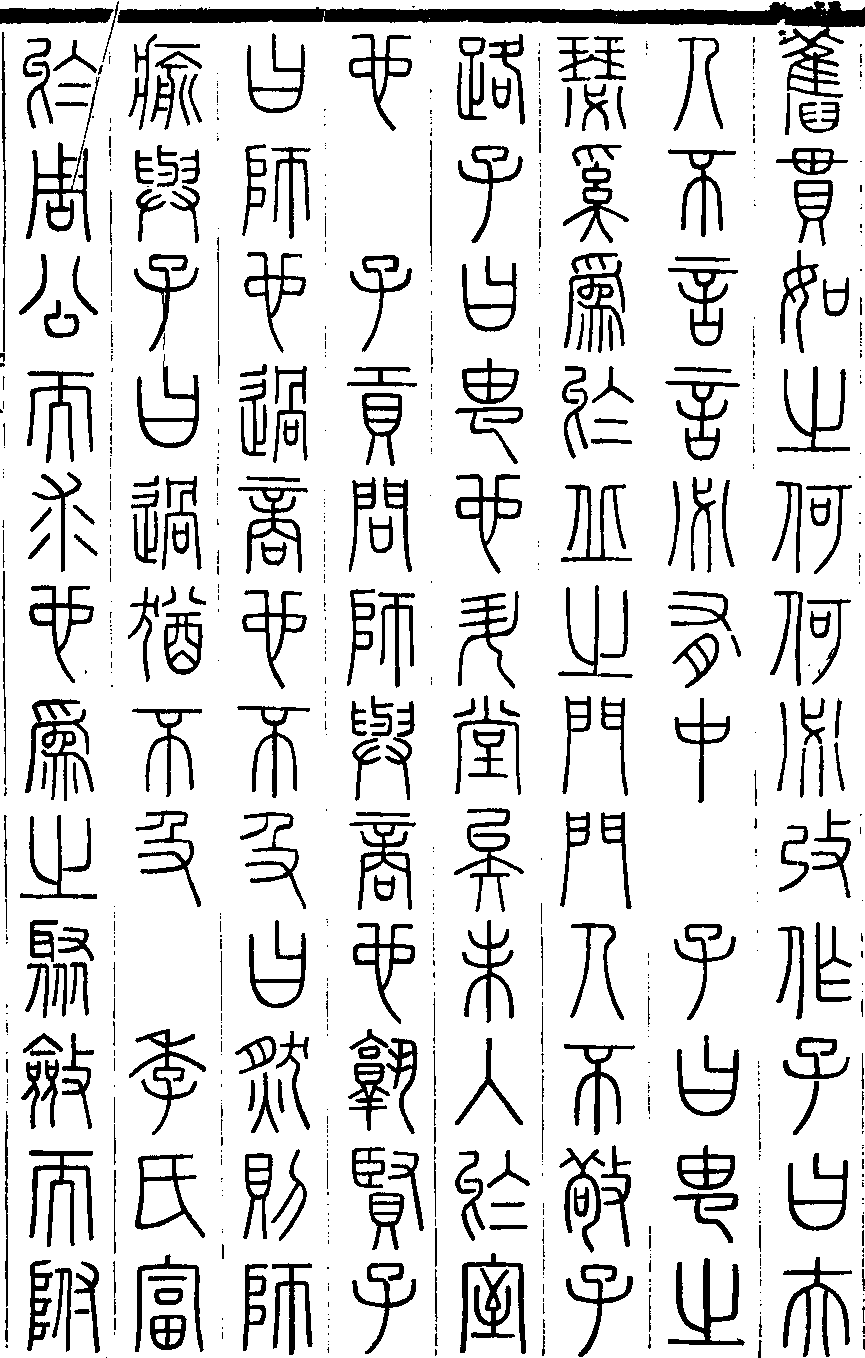 舊貫如之何何必改作子曰夫
人不言言必有中　子曰由之
瑟奚爲於丘之門門人不敬子
路子曰由也升堂矣未入於室
也　子貢問師與商也孰賢子
曰師也過商也不及曰然則師
瘉與子曰過猶不及　季氏富
於周公而求也爲之聚斂而附